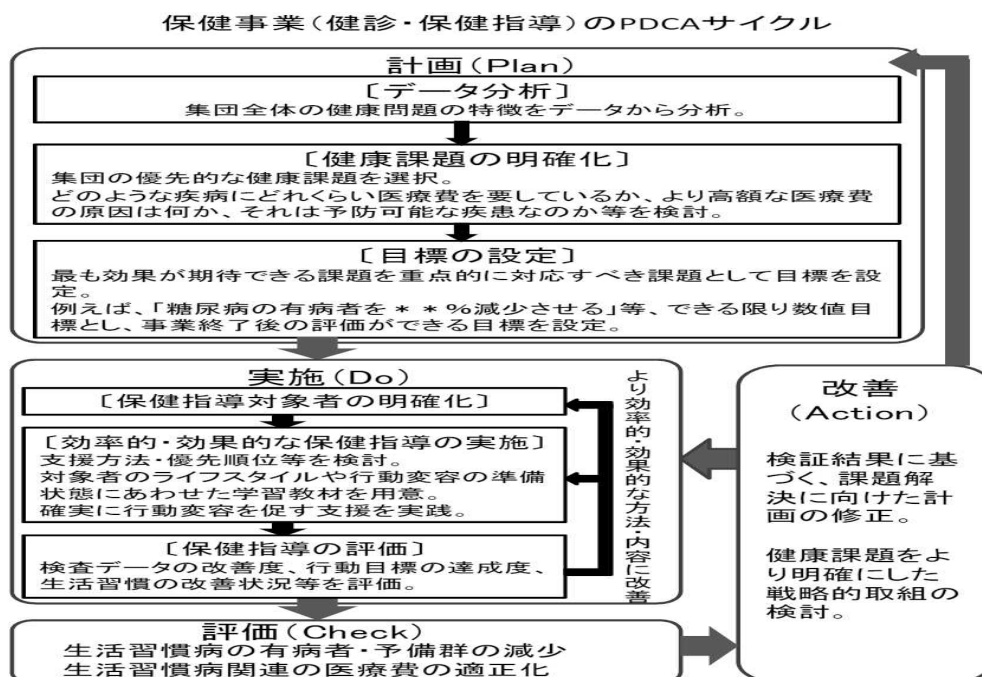 保健事業(健診・保健指導)のPDCAサイクル
計画(Plan)
[データ分析]
集団全体の健康問題の特徴をデータから分析。
[健康課題の明確化]
集団の優先的な健康課題を選択。
どのような疾病にどれくらい医療費を要しているか、より高額な医療費
の原因は何か、それは予防可能な疾患なのか等を検討。
[目標の設定]
最も効果が期待できる課題を重点的に対応すべき課題として目標を設
定。
例えば、「糖尿病の有病者を**%減少させる」等、できる限り数値目
標とし、事業終了後の評価ができる目標を設定。
実施(Do)
[保健指導対象者の明確化]
[効率的・効果的な保健指導の実施]
支援方法・優先順位等を検討。
対象者のライフスタイルや行動変容の準備
状態にあわせた学習教材を用意。
確実に行動変容を促す支援を実践。
[保健指導の評価]
検査データの改善度、行動目標の達成度、
生活習慣の改善状況等を評価。
より効率的・効果的な方法・内容に改善
評価(Check)
生活習慣病の有病者・予備群の減少
生活習慣病関連の医療費の適正化
改善
(Action)
検証結果に基
づく、課題解
決に向けた計
画の修正。
健康課題をよ
り明確にした
戦略的取組の
検討。